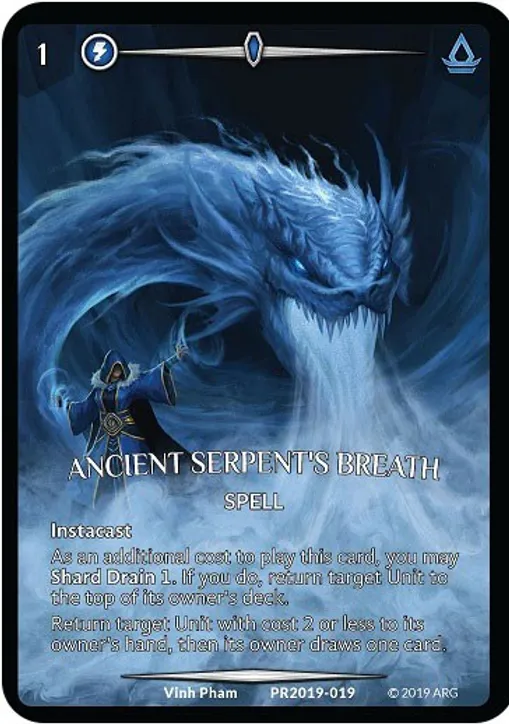 1
ANCIENT SERPENT'S BREATH
SPELL
Instacast
As an additional cost to play this card, you may
Shard Drain 1. If you do, return target Unit to
the top of its owner's deck.
Return target Unit with cost 2 or less to its
owner's hand, then its owner draws one card.
Vinh Pham PR2019-019 © 2019 ARG